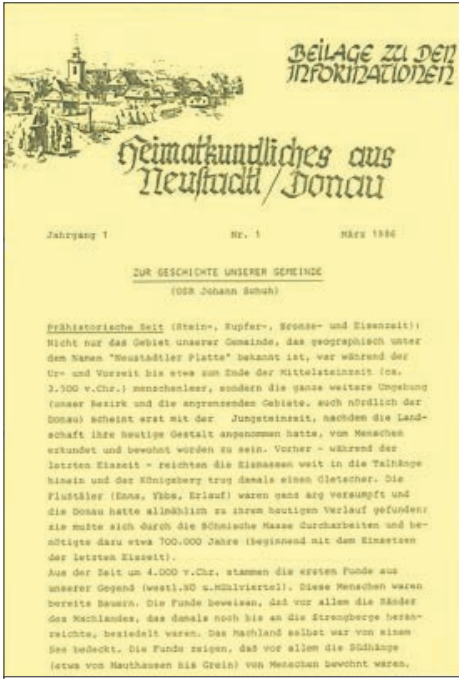 BEILAGE ZU DEN
INFORMATIONEN
Heimatkundliches aus
Neustadtl/Donau
Jahrgang 1 Nr. 1 März 1986
ZUR GESCHICHTE UNSERER GEMEINDE
(OSR Johann Schuh)
Prähistorische Zeit (Stein-, Kupfer-, Bronze- und Eisenzeit):
Nicht nur das Gebiet unserer Gemeinde, das geographisch unter
dem Namen "Neustadtler Platte" bekannt ist, war während der
Ur- und Vorzeit bis etwa zum Ende der Mittelsteinzeit (ca.
3.500 v.Chr.) menschenleer, sondern die ganze weitere Umgebung
(unser Bezirk und die angrenzenden Gebiete, auch nördlich der
Donau) scheint erst mit der Jungsteinzeit, nachdem die Land-
schaft ihre heutige Gestalt angenommen hatte, vom Menschen
erkundet und bewohnt worden zu sein. Vorher - während der
letzten Eiszeit - reichten die Eismassen weit in die Talhänge
hinein und der Königsberg trug damals einen Gletscher. Die
Flußtäler (Enns, Ybbs, Erlauf) waren ganz arg versumpft und
die Donau hatte allmählich zu ihrem heutigen Verlauf gefunden:
sie mußte sich durch die Böhmische Masse durcharbeiten und be-
nötigte dazu etwa 700.000 Jahre (beginnend mit dem Einsetzen
der letzten Eiszeit).
Aus der Zeit um 4.000 v.Chr. stammen die ersten Funde aus
unserer Gegend (westl.NÖ u.Mühlviertel). Diese Menschen waren
bereits Bauern. Die Funde beweisen, daß vor allem die Ränder
des Machlandes, das damals noch bis an die Strengberge heran-
reichte, besiedelt waren. Das Machland selbst war von einem
See bedeckt. Die Funde zeigen, daß vor allem die Südhänge
(etwa von Mauthausen bis Grein) von Menschen bewohnt waren.